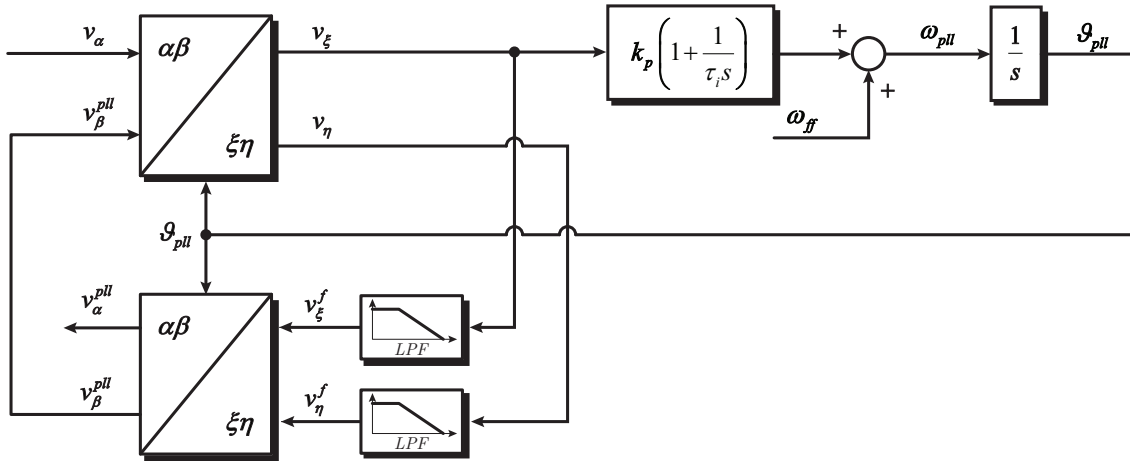 v_α
αβ
ξη
v_β^pll
v_ξ
v_η
k_p(1+1/(τ_i s))
+
+
ω_ff
ω_pll
1/s
ϑ_pll
ϑ_pll
v_α^pll
v_β^pll
αβ
ξη
v_ξ^f
LPF
v_η^f
LPF